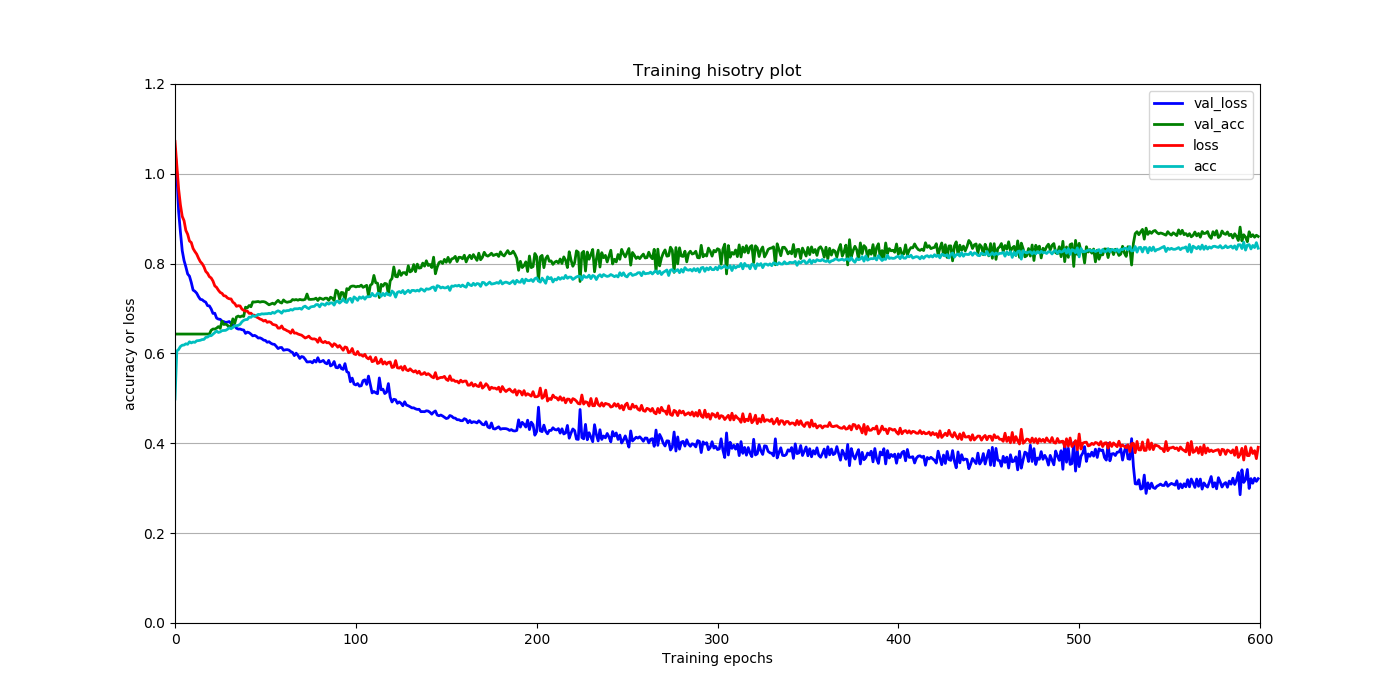 Training hisotry plot
1.2
1.0
0.8
0.6
0.4
0.2
0.0
accuracy or loss
val_loss
val_acc
loss
acc
0 100 200 300 400 500 600
Training epochs